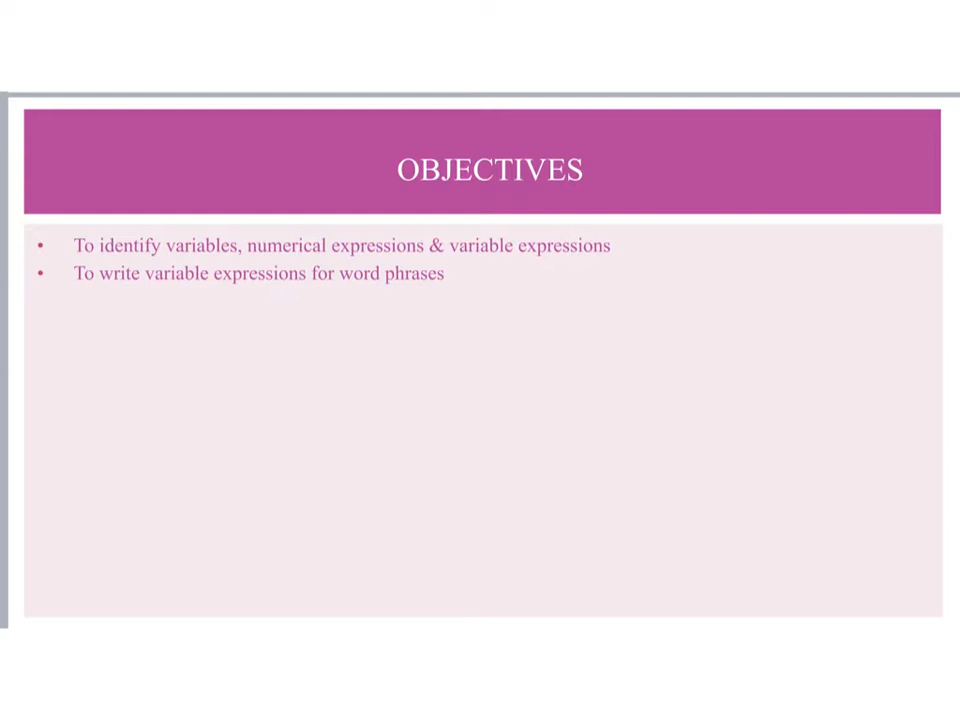 OBJECTIVES
• To identify variables, numerical expressions & variable expressions
• To write variable expressions for word phrases